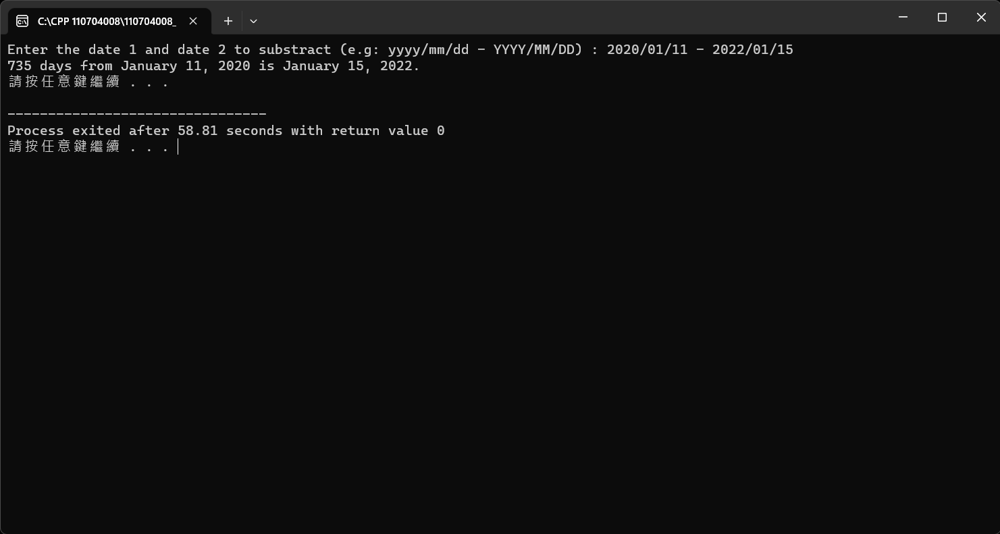 C:\CPP 110704008\110704008_
Enter the date 1 and date 2 to substract (e.g: yyyy/mm/dd - YYYY/MM/DD) : 2020/01/11 - 2022/01/15
735 days from January 11, 2020 is January 15, 2022.
請按任意鍵繼續 . . .
--------------------------------
Process exited after 58.81 seconds with return value 0
請按任意鍵繼續 . . .